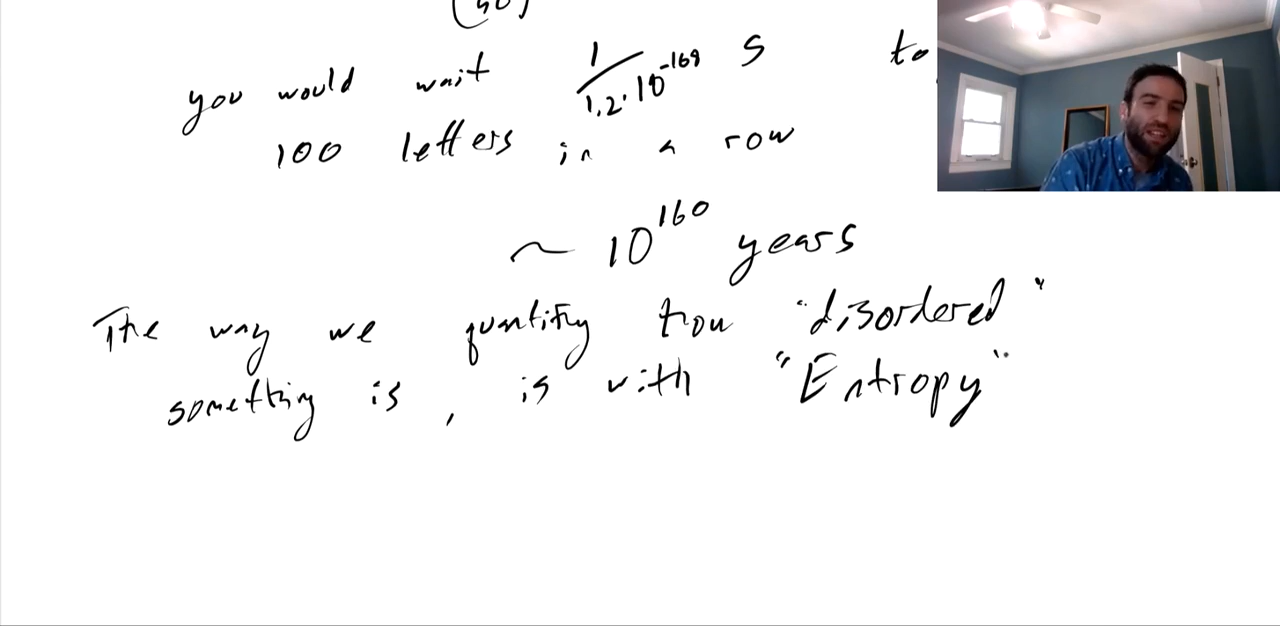 you would wait 1/1.2·10^-169 s to
100 letters in a row
~ 10^160 years
The way we quantify how "disordered"
something is, is with "Entropy"